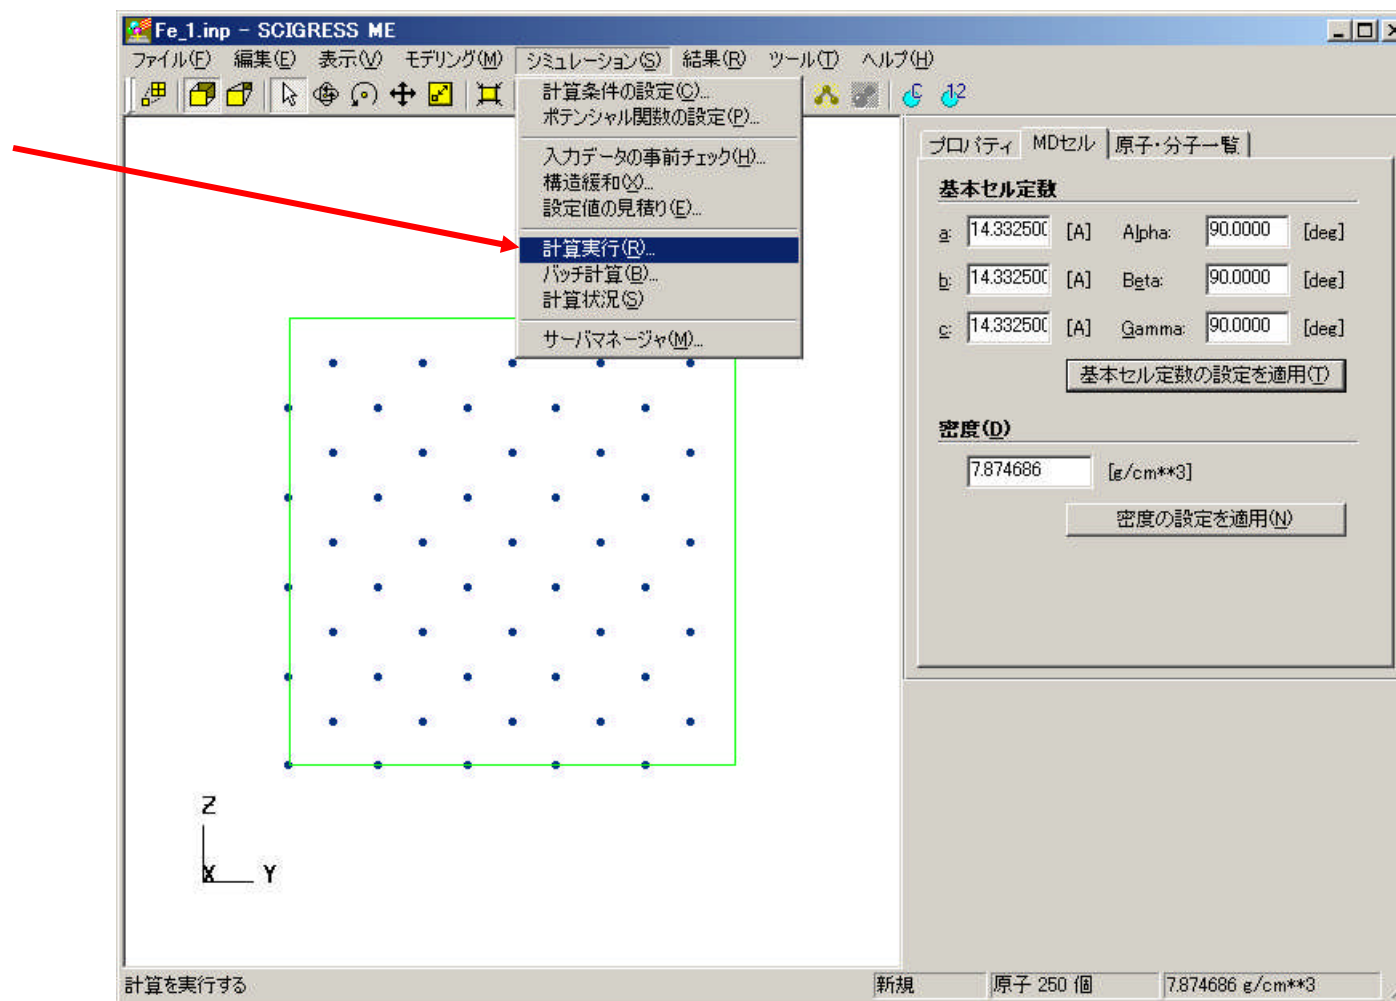 Fe_1.inp - SCIGRESS ME
ファイル(F) 編集(E) 表示(V) モデリング(M) シミュレーション(S) 結果(R) ツール(T) ヘルプ(H)
計算条件の設定(C)...
ポテンシャル関数の設定(P)...
入力データの事前チェック(H)...
構造緩和(X)...
設定値の見積り(E)...
計算実行(R)...
バッチ計算(B)...
計算状況(S)
サーバマネージャ(M)...
C 12
プロパティ MDセル 原子・分子一覧
基本セル定数
a: 14.332500 [A] Alpha: 90.0000 [deg]
b: 14.332500 [A] Beta: 90.0000 [deg]
c: 14.332500 [A] Gamma: 90.0000 [deg]
基本セル定数の設定を適用(T)
密度(D)
7.874686 [g/cm**3]
密度の設定を適用(N)
Z
X Y
計算を実行する 新規 原子 250 個 7.874686 g/cm**3